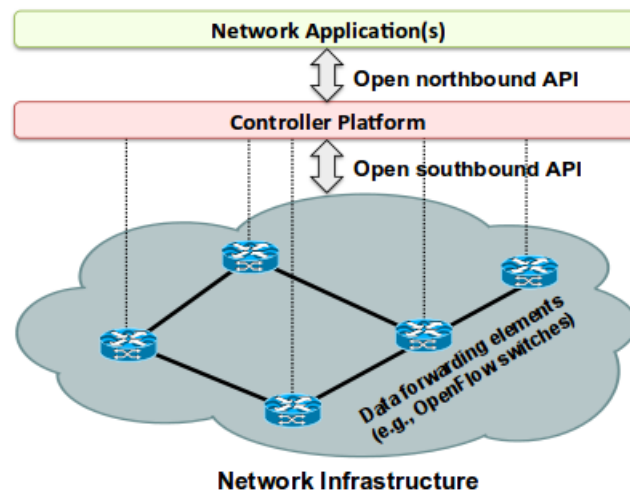 Network Application(s)
Open northbound API
Controller Platform
Open southbound API
Data forwarding elements
(e.g., OpenFlow switches)
Network Infrastructure